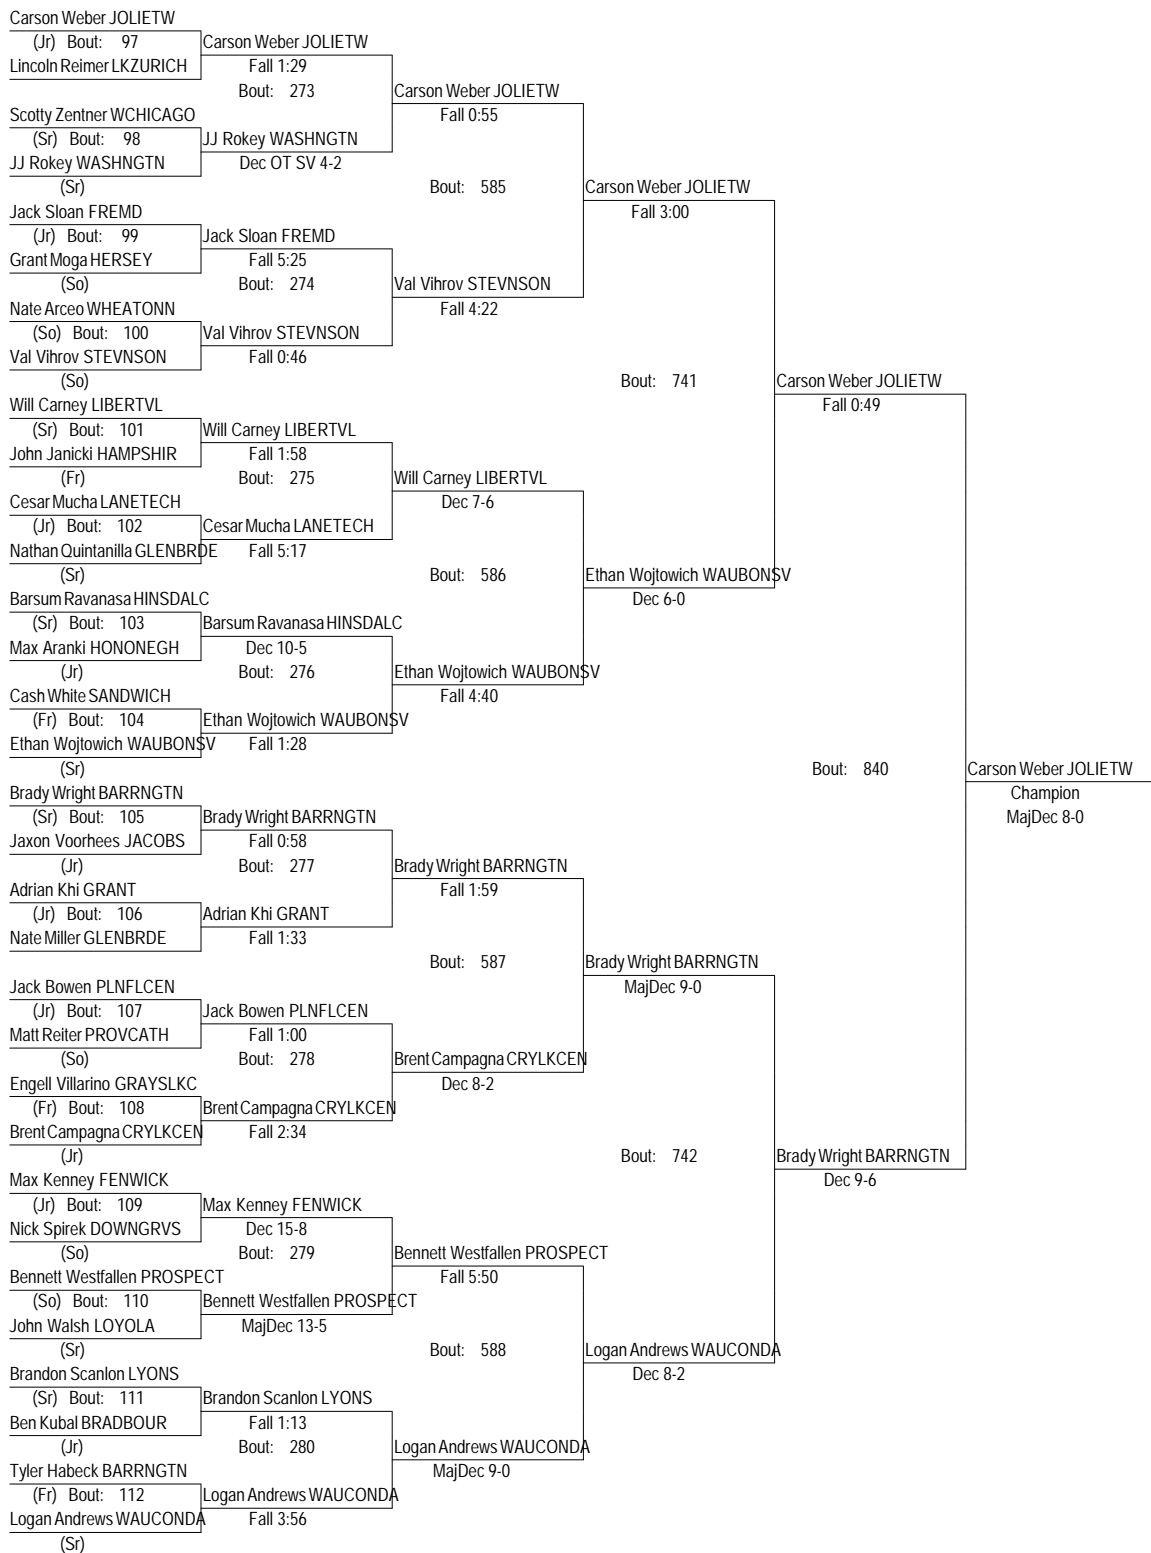 Carson Weber JOLIETW
(Jr) Bout: 97
Carson Weber JOLIETW
Lincoln Reimer LKZURICH
Fall 1:29
Bout: 273
Carson Weber JOLIETW
Scotty Zentner WCHICAGO
Fall 0:55
(Sr) Bout: 98
JJ Rokey WASHNGTN
JJ Rokey WASHNGTN
Dec OT SV 4-2
(Sr)
Bout: 585
Carson Weber JOLIETW
Jack Sloan FREMD
Fall 3:00
(Jr) Bout: 99
Jack Sloan FREMD
Grant Moga HERSEY
Fall 5:25
(So)
Bout: 274
Val Vihrov STEVNSON
Nate Arceo WHEATONN
Fall 4:22
(So) Bout: 100
Val Vihrov STEVNSON
Val Vihrov STEVNSON
Fall 0:46
(So)
Bout: 741
Carson Weber JOLIETW
Will Carney LIBERTVL
Fall 0:49
(Sr) Bout: 101
Will Carney LIBERTVL
John Janicki HAMPSHIR
Fall 1:58
(Fr)
Bout: 275
Will Carney LIBERTVL
Cesar Mucha LANETECH
Dec 7-6
(Jr) Bout: 102
Cesar Mucha LANETECH
Nathan Quintanilla GLENBRDE
Fall 5:17
(Sr)
Bout: 586
Ethan Wojtowich WAUBONSV
Barsum Ravanasa HINSDALC
Dec 6-0
(Sr) Bout: 103
Barsum Ravanasa HINSDALC
Max Aranki HONONEGH
Dec 10-5
(Jr)
Bout: 276
Ethan Wojtowich WAUBONSV
Cash White SANDWICH
Fall 4:40
(Fr) Bout: 104
Ethan Wojtowich WAUBONSV
Ethan Wojtowich WAUBONSV
Fall 1:28
(Sr)
Bout: 840
Carson Weber JOLIETW
Brady Wright BARRNGTN
Champion
(Sr) Bout: 105
Brady Wright BARRNGTN
MajDec 8-0
Jaxon Voorhees JACOBS
Fall 0:58
(Jr)
Bout: 277
Brady Wright BARRNGTN
Adrian Khi GRANT
Fall 1:59
(Jr) Bout: 106
Adrian Khi GRANT
Nate Miller GLENBRDE
Fall 1:33
Bout: 587
Brady Wright BARRNGTN
Jack Bowen PLNFLCEN
MajDec 9-0
(Jr) Bout: 107
Jack Bowen PLNFLCEN
Matt Reiter PROVCATH
Fall 1:00
(So)
Bout: 278
Brent Campagna CRYLKCEN
Engell Villarino GRAYSLKC
Dec 8-2
(Fr) Bout: 108
Brent Campagna CRYLKCEN
Brent Campagna CRYLKCEN
Fall 2:34
(Jr)
Bout: 742
Brady Wright BARRNGTN
Max Kenney FENWICK
Dec 9-6
(Jr) Bout: 109
Max Kenney FENWICK
Nick Spirek DOWNGRVS
Dec 15-8
(So)
Bout: 279
Bennett Westfallen PROSPECT
Bennett Westfallen PROSPECT
Fall 5:50
(So) Bout: 110
Bennett Westfallen PROSPECT
John Walsh LOYOLA
MajDec 13-5
(Sr)
Bout: 588
Logan Andrews WAUCONDA
Brandon Scanlon LYONS
Dec 8-2
(Sr) Bout: 111
Brandon Scanlon LYONS
Ben Kubal BRADBOUR
Fall 1:13
(Jr)
Bout: 280
Logan Andrews WAUCONDA
Tyler Habeck BARRNGTN
MajDec 9-0
(Fr) Bout: 112
Logan Andrews WAUCONDA
Logan Andrews WAUCONDA
Fall 3:56
(Sr)